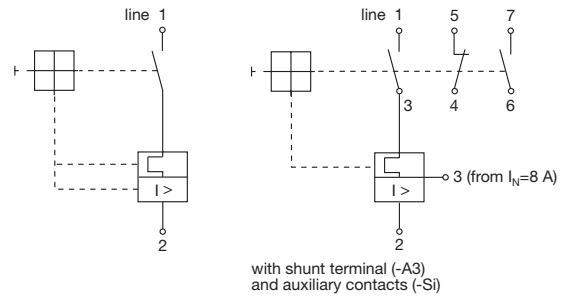 line 1
line 1 5 7
3 4 6
I >
I >
3 (from I_N=8 A)
2
2
with shunt terminal (-A3)
and auxiliary contacts (-Si)